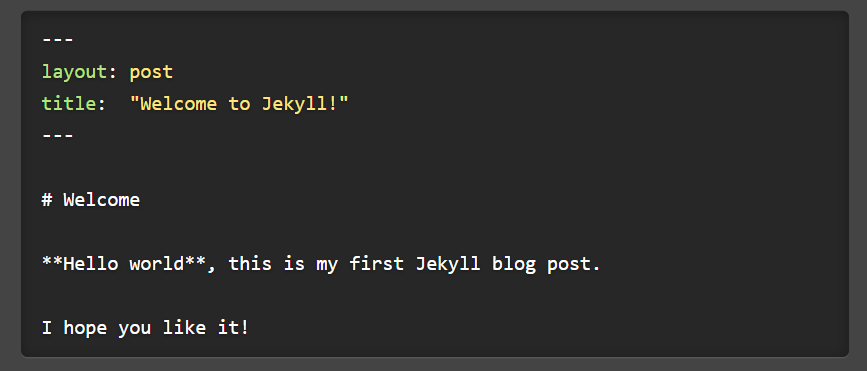 ---
layout: post
title:  "Welcome to Jekyll!"
---
# Welcome
**Hello world**, this is my first Jekyll blog post.
I hope you like it!